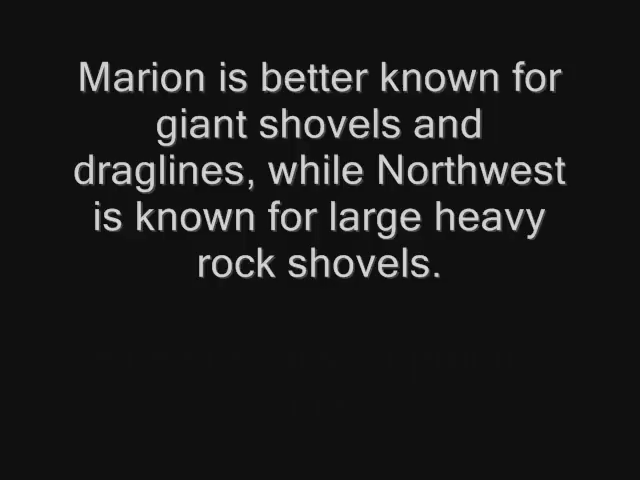 Marion is better known for
giant shovels and
draglines, while Northwest
is known for large heavy
rock shovels.